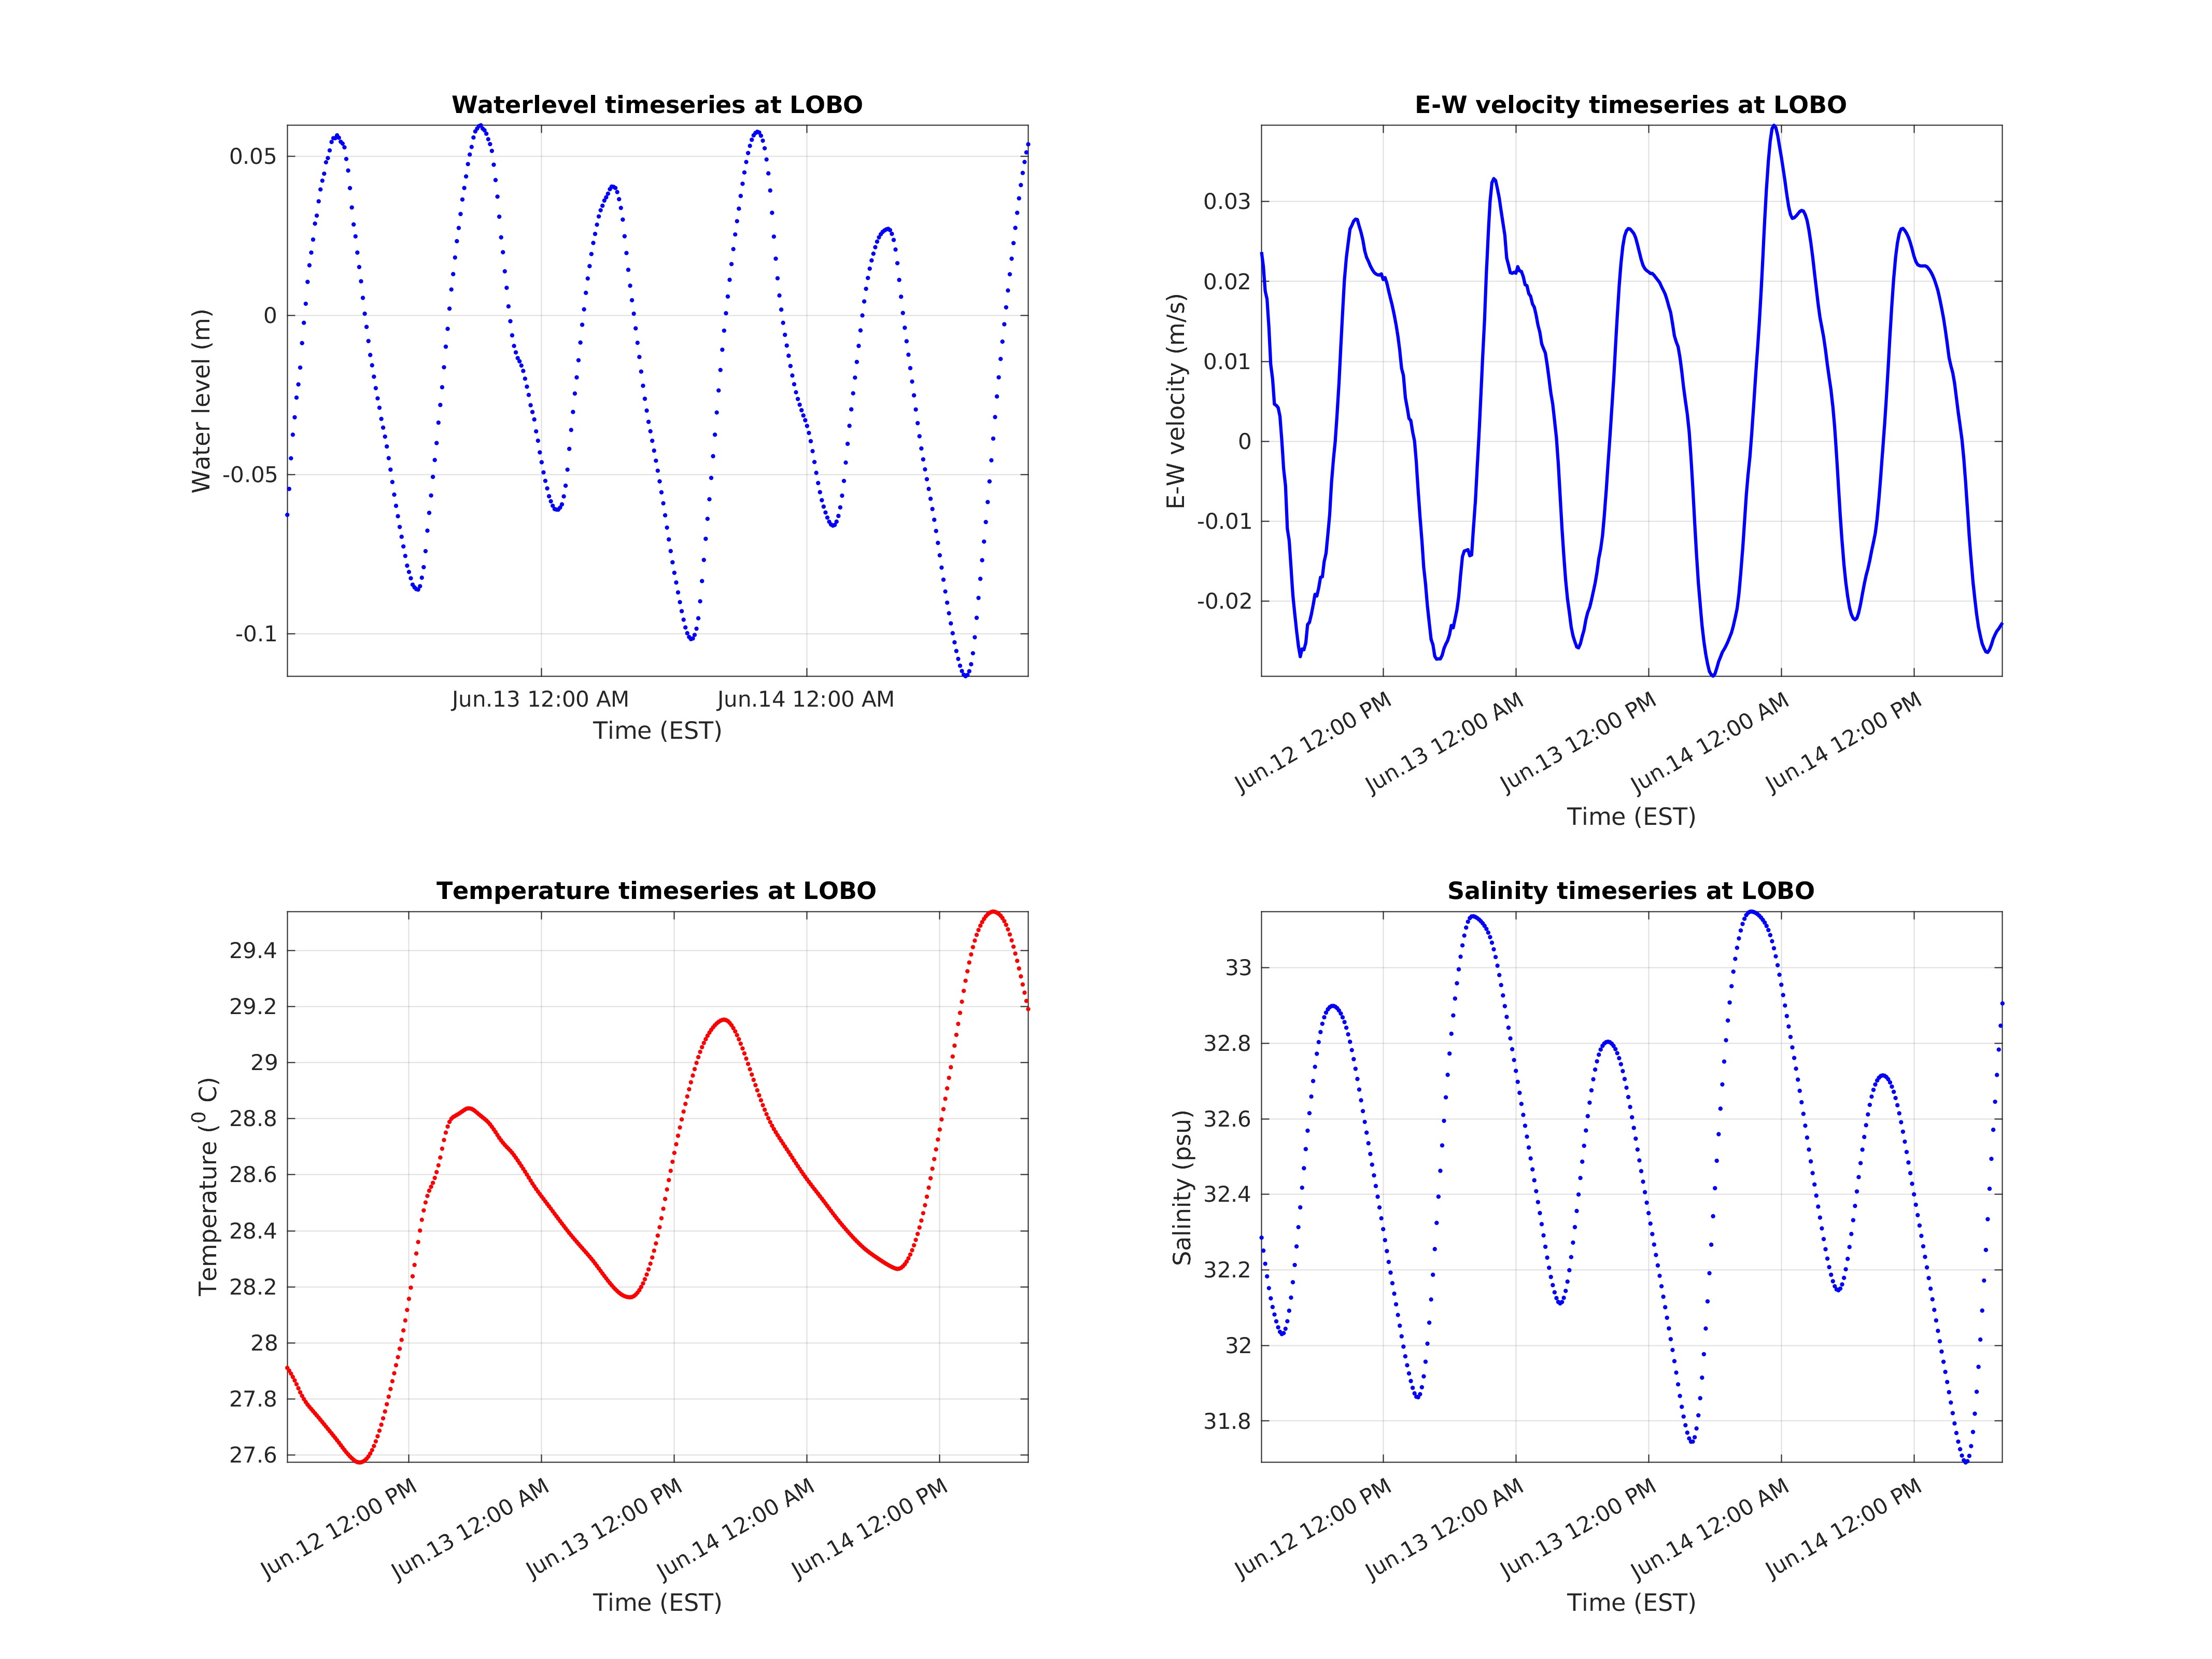 Waterlevel timeseries at LOBO
0.05
0
-0.05
-0.1
Water level (m)
Jun.13 12:00 AM
Jun.14 12:00 AM
Time (EST)
E-W velocity timeseries at LOBO
0.03
0.02
0.01
0
-0.01
-0.02
E-W velocity (m/s)
Jun.12 12:00 PM
Jun.13 12:00 AM
Jun.13 12:00 PM
Jun.14 12:00 AM
Jun.14 12:00 PM
Time (EST)
Temperature timeseries at LOBO
29.4
29.2
29
28.8
28.6
28.4
28.2
28
27.8
27.6
Temperature (⁰ C)
Jun.12 12:00 PM
Jun.13 12:00 AM
Jun.13 12:00 PM
Jun.14 12:00 AM
Jun.14 12:00 PM
Time (EST)
Salinity timeseries at LOBO
33
32.8
32.6
32.4
32.2
32
31.8
Salinity (psu)
Jun.12 12:00 PM
Jun.13 12:00 AM
Jun.13 12:00 PM
Jun.14 12:00 AM
Jun.14 12:00 PM
Time (EST)